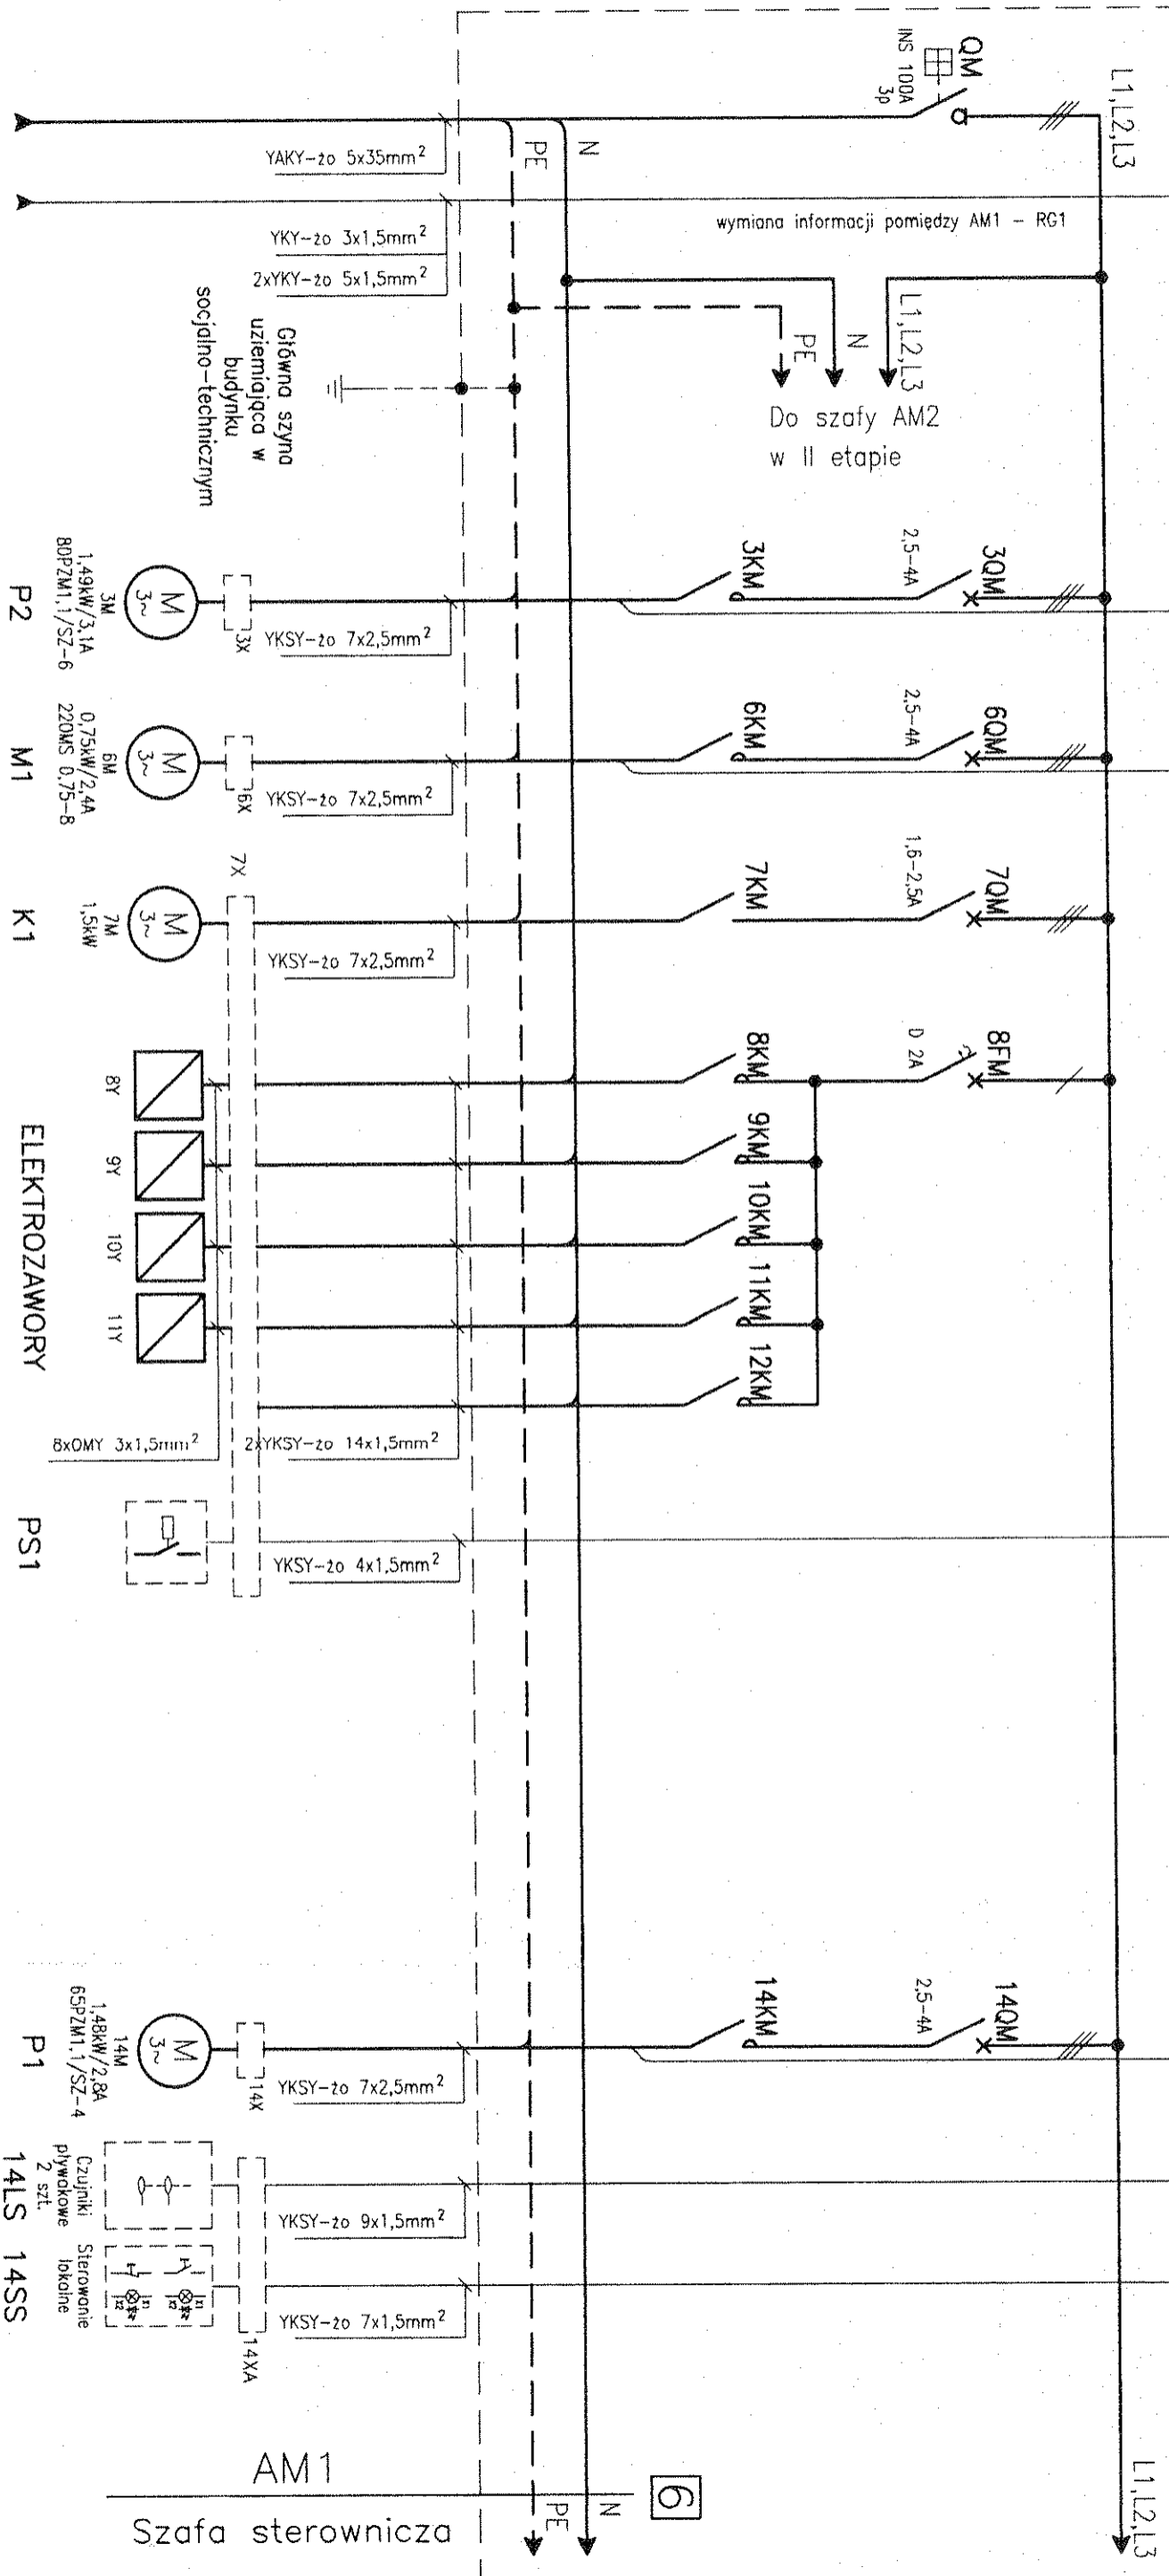 L1,L2,L3
QM
INS 100A
3p
N
PE
YAKY-żo 5x35mm²
wymiana informacji pomiędzy AM1 - RG1
YKY-żo 3x1,5mm²
2xYKY-żo 5x1,5mm²
L1,L2,L3
N
PE
Do szafy AM2
w II etapie
Główna szyna
uziemiająca w
budynku
socjalno-technicznym
3QM
2,5-4A
3KM
YKSY-żo 7x2,5mm²
3X
M
3~
3M
1,49kW/3,1A
80PZM1.1/SZ-6
P2
6QM
2,5-4A
6KM
YKSY-żo 7x2,5mm²
6X
M
3~
6M
0,75kW/2,4A
220MS 0.75-8
M1
7QM
1,6-2,5A
7KM
YKSY-żo 7x2,5mm²
7X
M
3~
7M
1,5kW
K1
8FM
D 2A
8KM
9KM
10KM
11KM
12KM
8Y
9Y
10Y
11Y
ELEKTROZAWORY
8xOMY 3x1,5mm²
2xYKSY-żo 14x1,5mm²
YKSY-żo 4x1,5mm²
PS1
14QM
2,5-4A
14KM
YKSY-żo 7x2,5mm²
14X
M
3~
14M
1,48kW/2,8A
65PZM1.1/SZ-4
P1
YKSY-żo 9x1,5mm²
Czujniki
pływakowe
2 szt.
14LS
YKSY-żo 7x1,5mm²
14XA
Sterowanie
lokalne
X1
X2
X1
X2
14SS
6
AM1
Szafa sterownicza
N
PE
L1,L2,L3